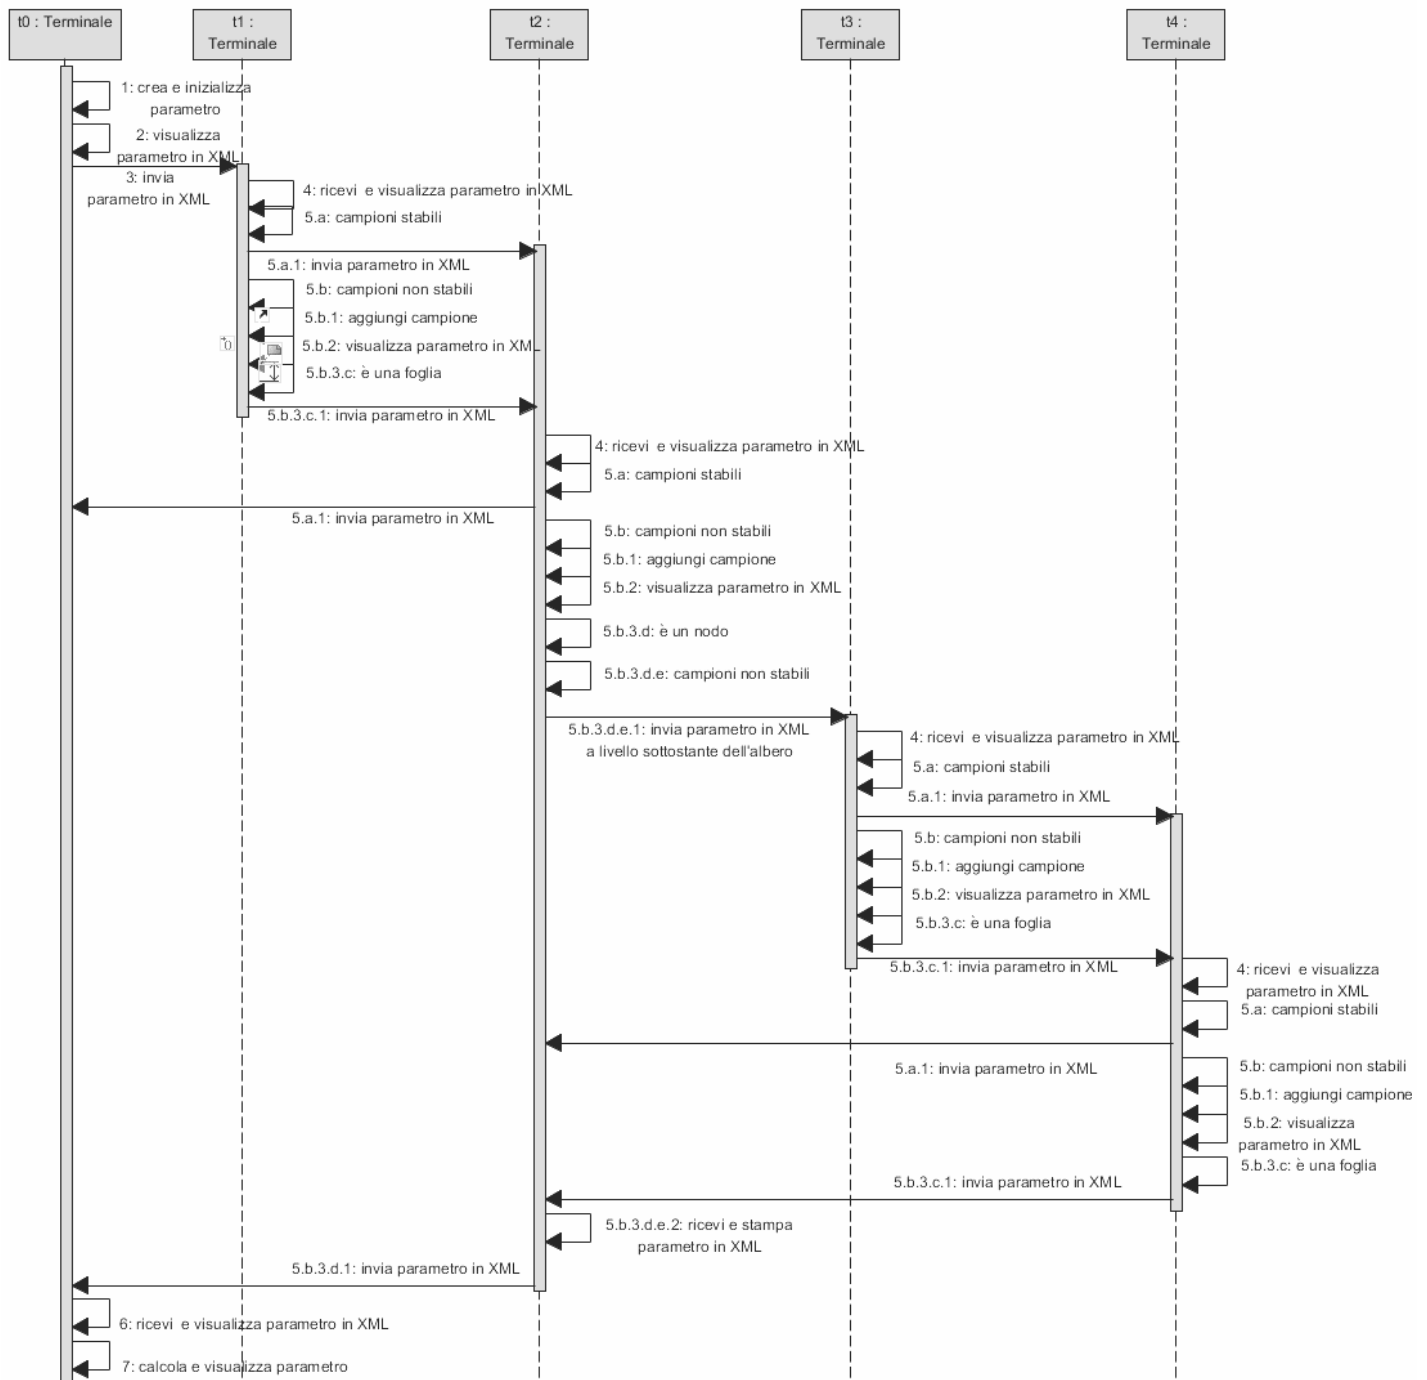 t0 : Terminale
t1 :
Terminale
t2 :
Terminale
t3 :
Terminale
t4 :
Terminale
1: crea e inizializza
parametro
2: visualizza
parametro in XML
3: invia
parametro in XML
4: ricevi e visualizza parametro in XML
5.a: campioni stabili
5.a.1: invia parametro in XML
5.b: campioni non stabili
5.b.1: aggiungi campione
5.b.2: visualizza parametro in XML
5.b.3.c: è una foglia
5.b.3.c.1: invia parametro in XML
4: ricevi e visualizza parametro in XML
5.a: campioni stabili
5.a.1: invia parametro in XML
5.b: campioni non stabili
5.b.1: aggiungi campione
5.b.2: visualizza parametro in XML
5.b.3.d: è un nodo
5.b.3.d.e: campioni non stabili
5.b.3.d.e.1: invia parametro in XML
a livello sottostante dell'albero
4: ricevi e visualizza parametro in XML
5.a: campioni stabili
5.a.1: invia parametro in XML
5.b: campioni non stabili
5.b.1: aggiungi campione
5.b.2: visualizza parametro in XML
5.b.3.c: è una foglia
5.b.3.c.1: invia parametro in XML
4: ricevi e visualizza
parametro in XML
5.a: campioni stabili
5.a.1: invia parametro in XML
5.b: campioni non stabili
5.b.1: aggiungi campione
5.b.2: visualizza
parametro in XML
5.b.3.c: è una foglia
5.b.3.c.1: invia parametro in XML
5.b.3.d.e.2: ricevi e stampa
parametro in XML
5.b.3.d.1: invia parametro in XML
6: ricevi e visualizza parametro in XML
7: calcola e visualizza parametro